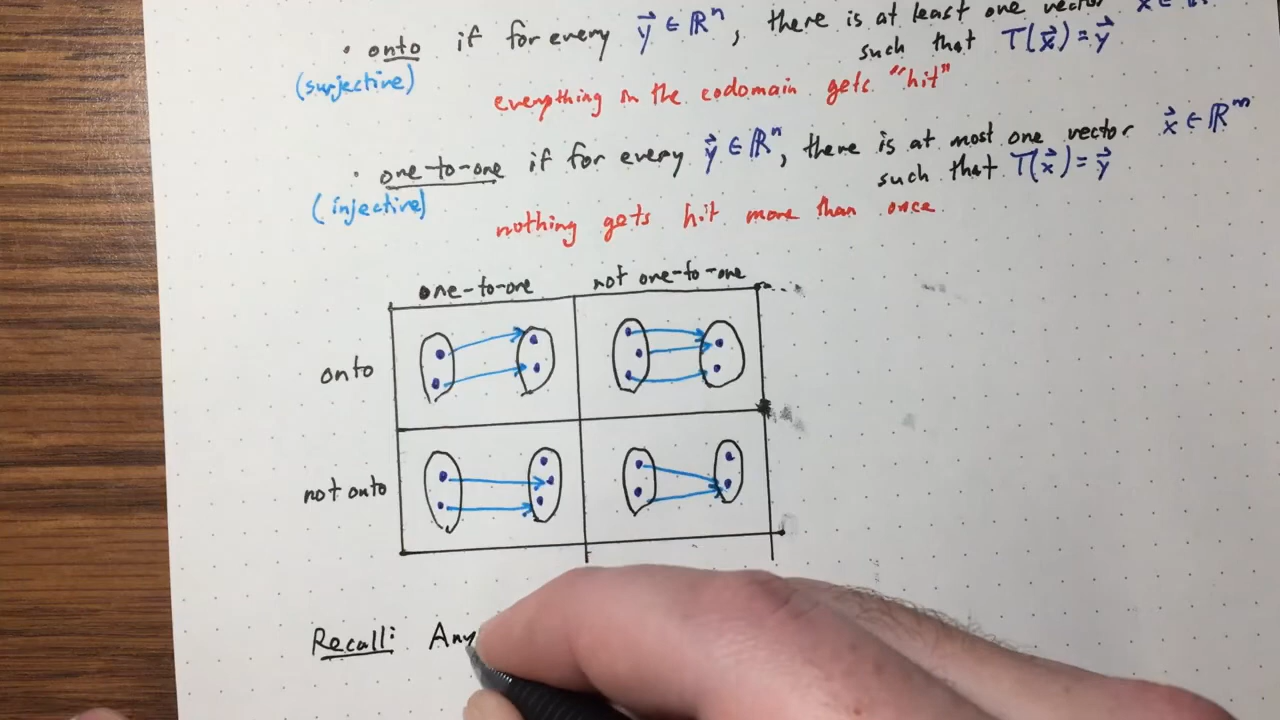 • onto if for every y⃗ ∈ ℝⁿ, there is at least one vector x⃗ ∈
(surjective) such that T(x⃗) = y⃗
everything in the codomain gets "hit"
• one-to-one if for every y⃗ ∈ ℝⁿ, there is at most one vector x⃗ ∈ ℝᵐ
(injective) such that T(x⃗) = y⃗
nothing gets hit more than once
one-to-one not one-to-one
onto
not onto
Recall: Any